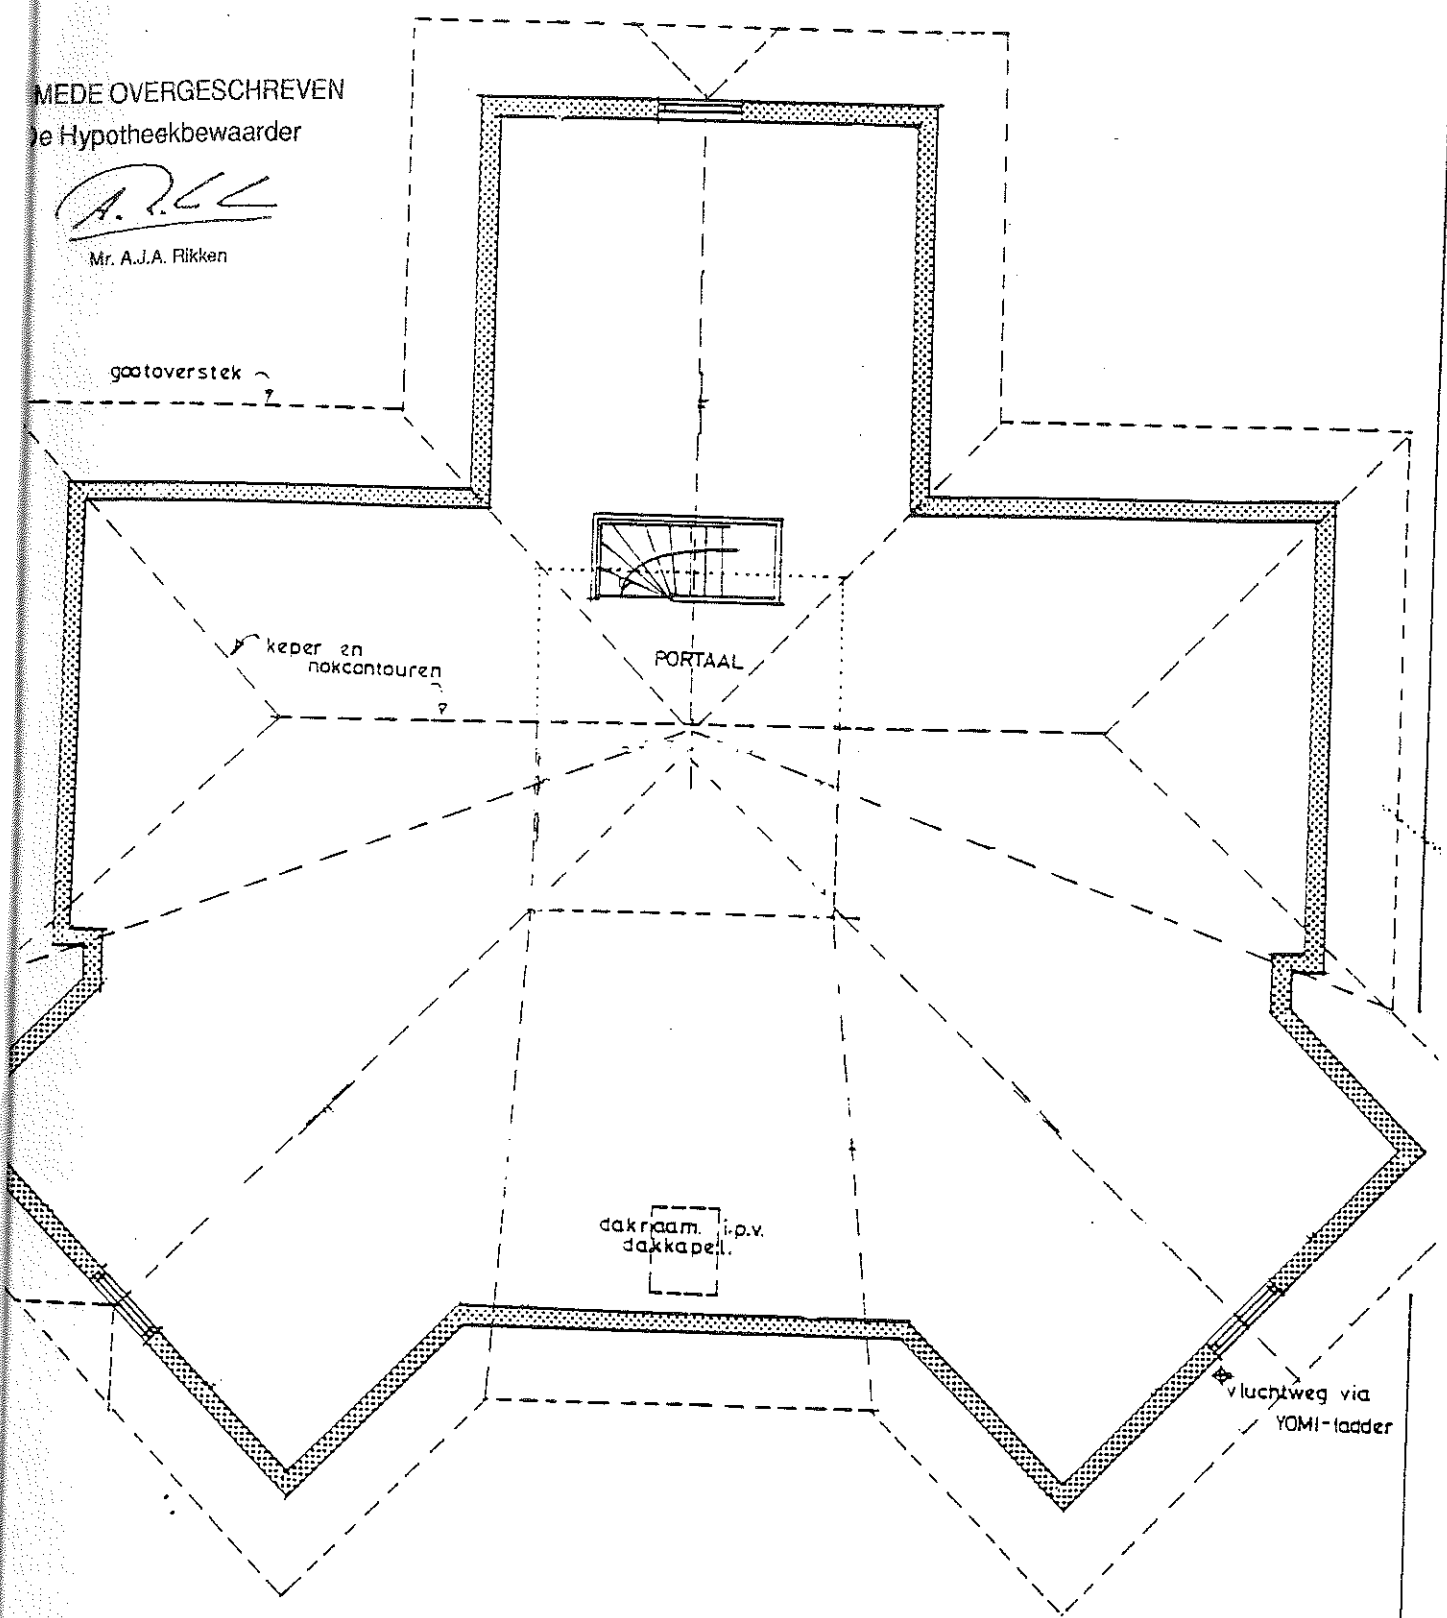 MEDE OVERGESCHREVEN
De Hypotheekbewaarder
Mr. A.J.A. Rikken
gootoverstek
keper en
nokcontouren
PORTAAL
dakraam i.p.v.
dakkapel.
vluchtweg via
YOMI-ladder